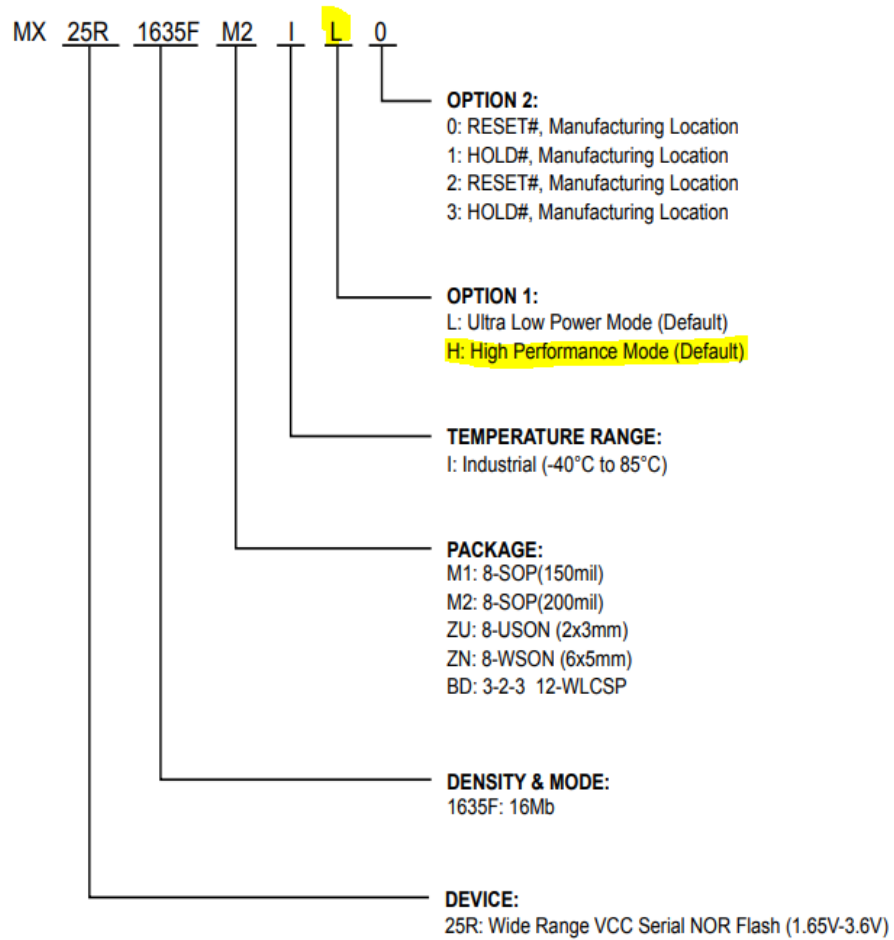 MX 25R 1635F M2 I L 0
OPTION 2:
0: RESET#, Manufacturing Location
1: HOLD#, Manufacturing Location
2: RESET#, Manufacturing Location
3: HOLD#, Manufacturing Location
OPTION 1:
L: Ultra Low Power Mode (Default)
H: High Performance Mode (Default)
TEMPERATURE RANGE:
I: Industrial (-40°C to 85°C)
PACKAGE:
M1: 8-SOP(150mil)
M2: 8-SOP(200mil)
ZU: 8-USON (2x3mm)
ZN: 8-WSON (6x5mm)
BD: 3-2-3 12-WLCSP
DENSITY & MODE:
1635F: 16Mb
DEVICE:
25R: Wide Range VCC Serial NOR Flash (1.65V-3.6V)